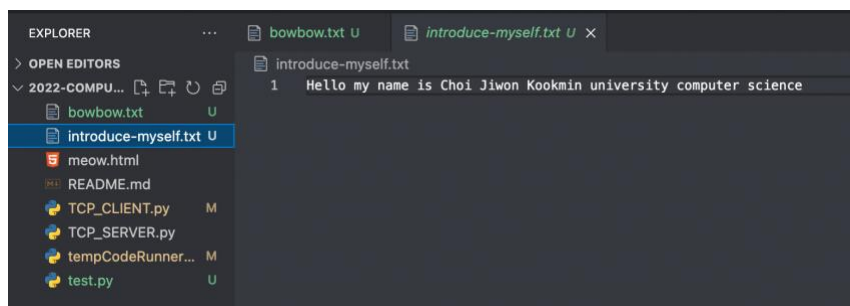 EXPLORER ...
bowbow.txt U introduce-myself.txt U ×
> OPEN EDITORS
introduce-myself.txt
2022-COMPU...
1 Hello my name is Choi Jiwon Kookmin university computer science
bowbow.txt U
introduce-myself.txt U
meow.html
README.md
TCP_CLIENT.py M
TCP_SERVER.py
tempCodeRunner... M
test.py U